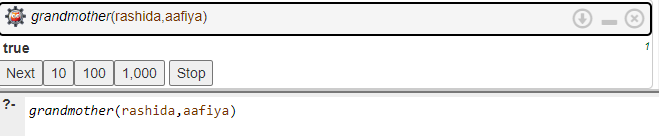 grandmother(rashida,aafiya)
true 1
Next 10 100 1,000 Stop
?- grandmother(rashida,aafiya)